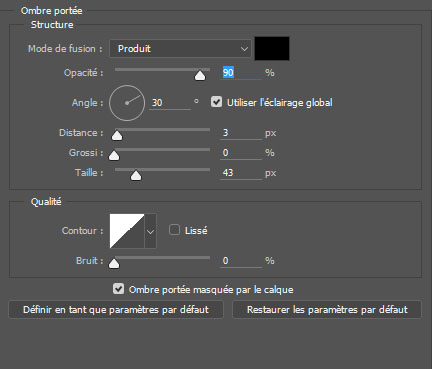 Ombre portée
Structure
Mode de fusion : Produit
Opacité : 90 %
Angle : 30 ° Utiliser l'éclairage global
Distance : 3 px
Grossi : 0 %
Taille : 43 px
Qualité
Contour : Lissé
Bruit : 0 %
Ombre portée masquée par le calque
Définir en tant que paramètres par défaut Restaurer les paramètres par défaut